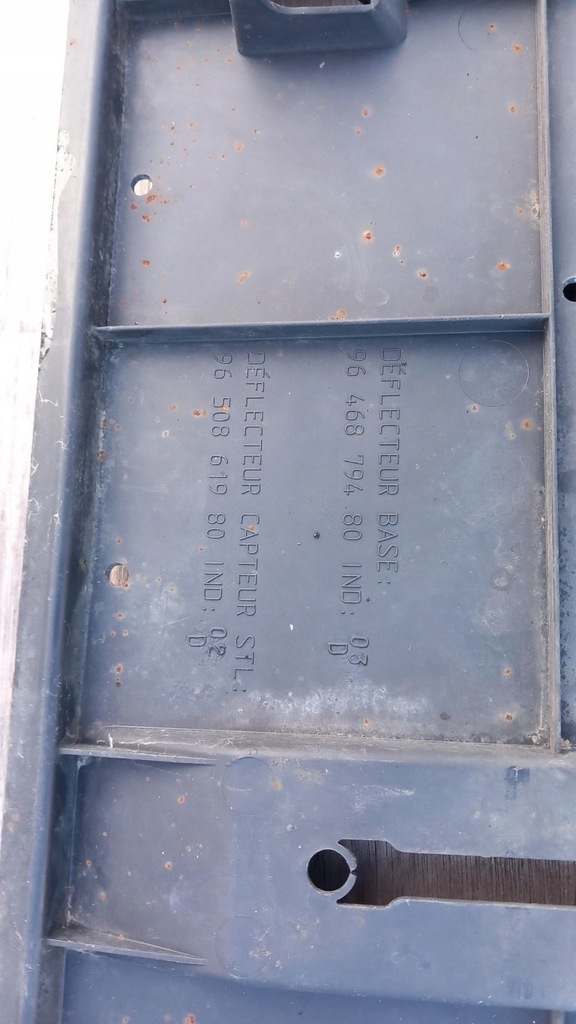 DÉFLECTEUR BASE:
96 468 794 80 IND: 03
D
DÉFLECTEUR CAPTEUR STL:
96 508 619 80 IND: 02
D